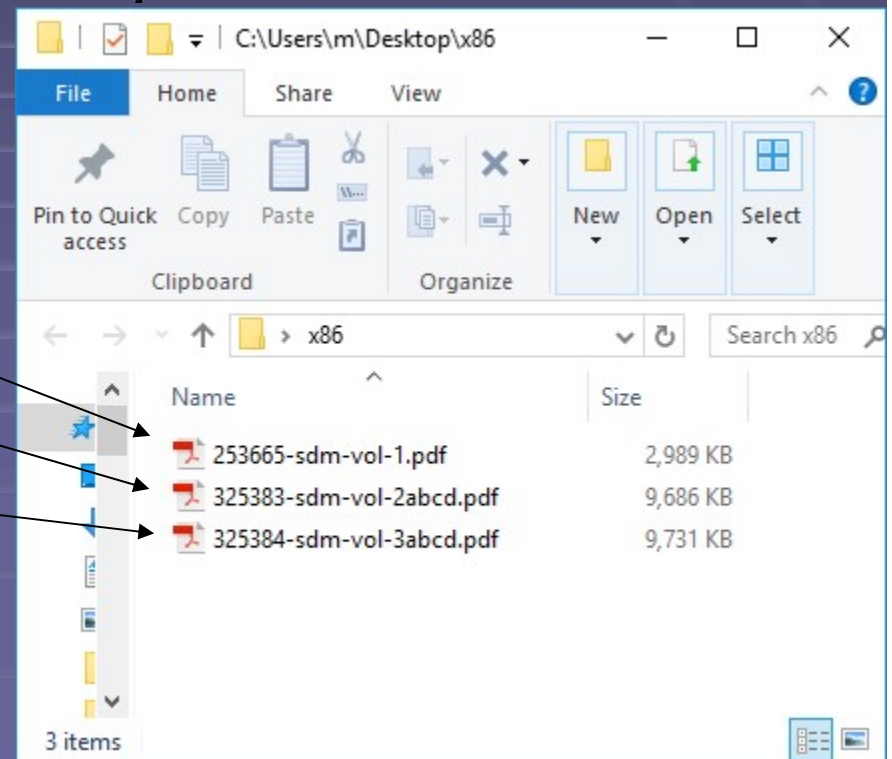 C:\Users\m\Desktop\x86
File Home Share View
Pin to Quick access
Copy
Paste
New
Open
Select
Clipboard
Organize
x86
Search x86
Name Size
253665-sdm-vol-1.pdf 2,989 KB
325383-sdm-vol-2abcd.pdf 9,686 KB
325384-sdm-vol-3abcd.pdf 9,731 KB
3 items